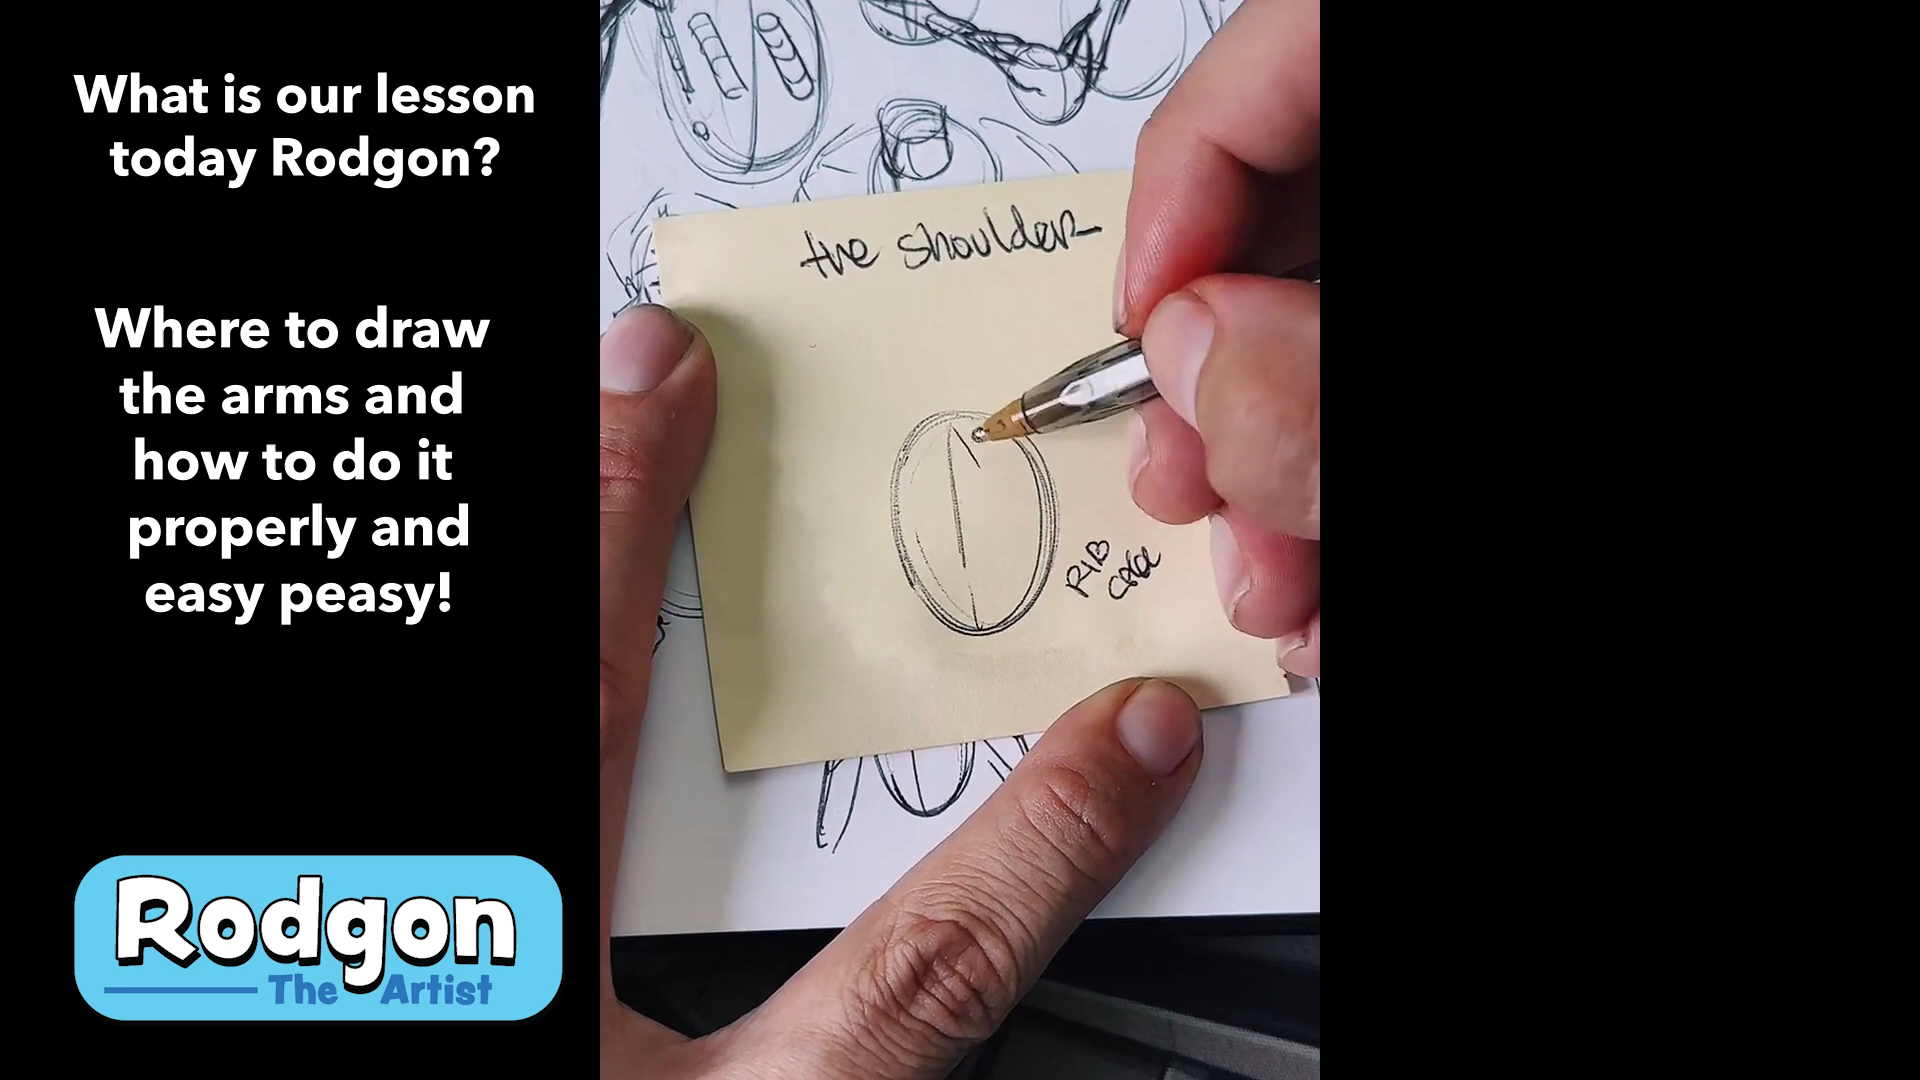 What is our lesson
today Rodgon?
Where to draw
the arms and
how to do it
properly and
easy peasy!
the shoulder
RIB
cage
Rodgon
The Artist